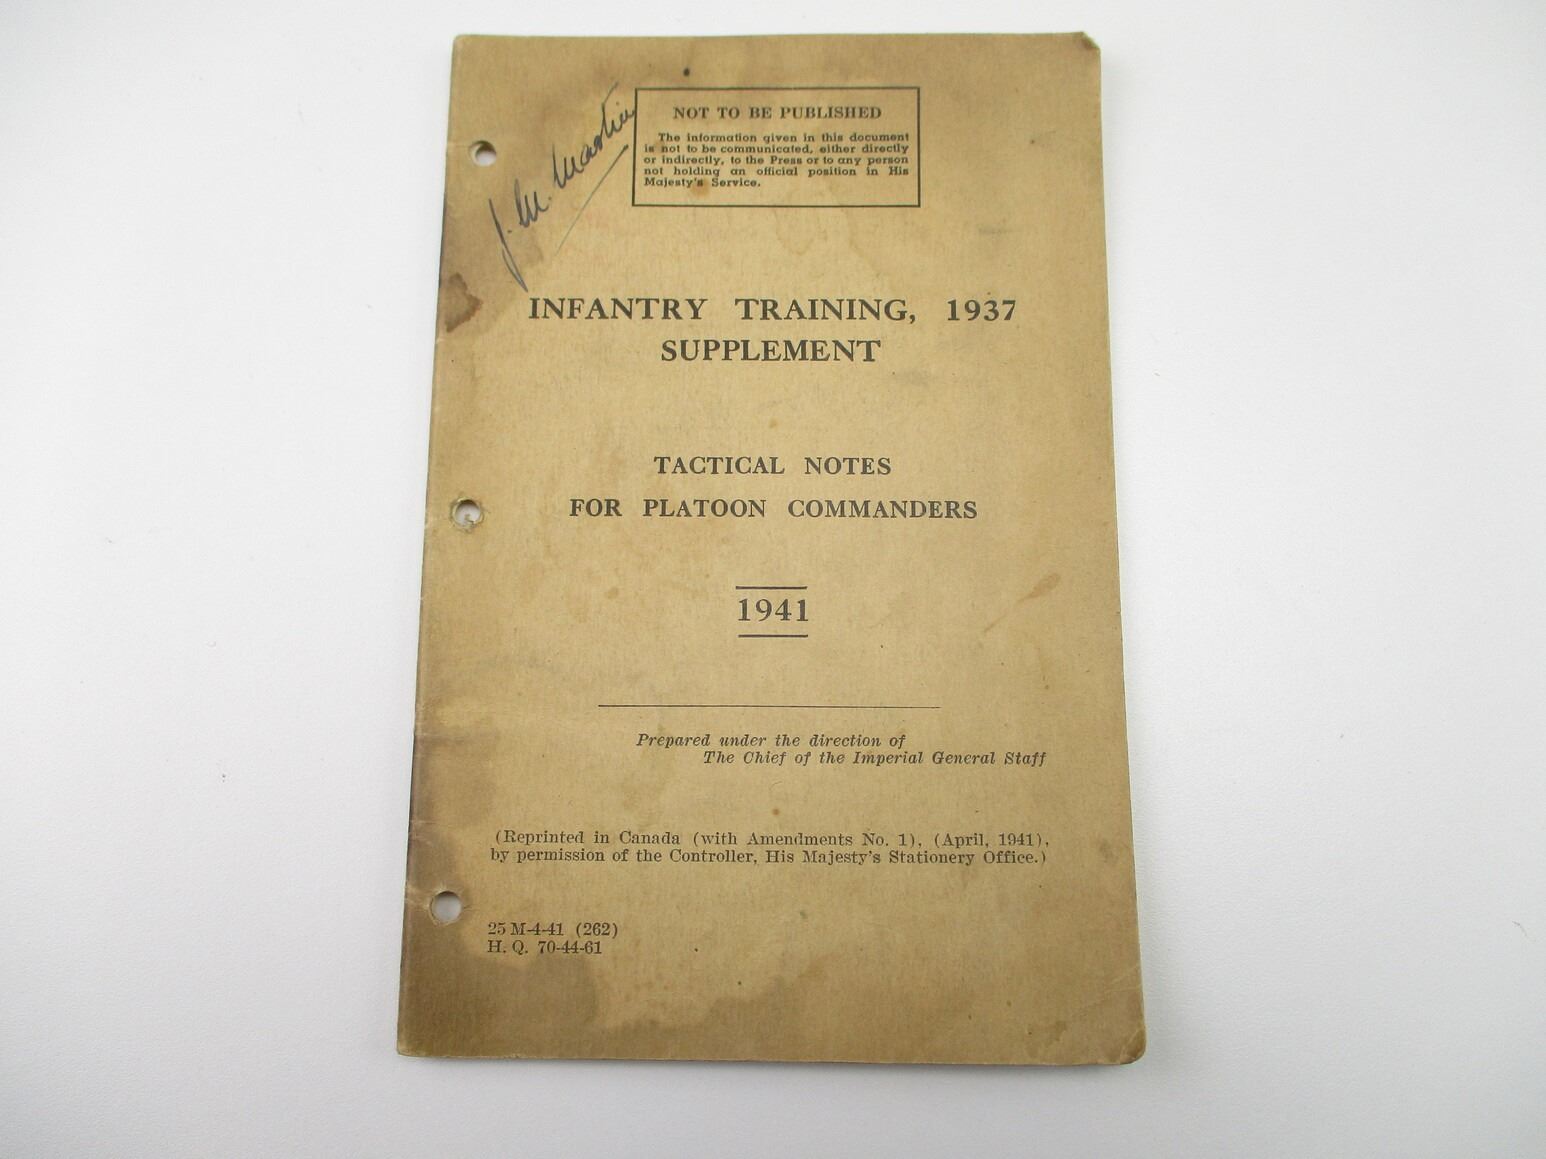 NOT TO BE PUBLISHED
The information given in this document
is not to be communicated, either directly
or indirectly, to the Press or to any person
not holding an official position in His
Majesty's Service.
J. M. Martin
INFANTRY TRAINING, 1937
SUPPLEMENT
TACTICAL NOTES
FOR PLATOON COMMANDERS
1941
Prepared under the direction of
The Chief of the Imperial General Staff
(Reprinted in Canada (with Amendments No. 1), (April, 1941),
by permission of the Controller, His Majesty's Stationery Office.)
25 M-4-41 (262)
H. Q. 70-44-61